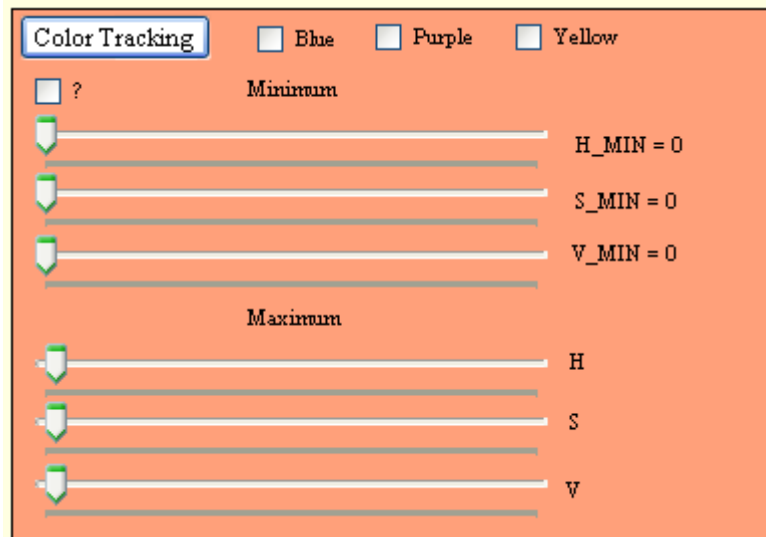 Color Tracking Blue Purple Yellow
? Minimum
H_MIN = 0
S_MIN = 0
V_MIN = 0
Maximum
H
S
V